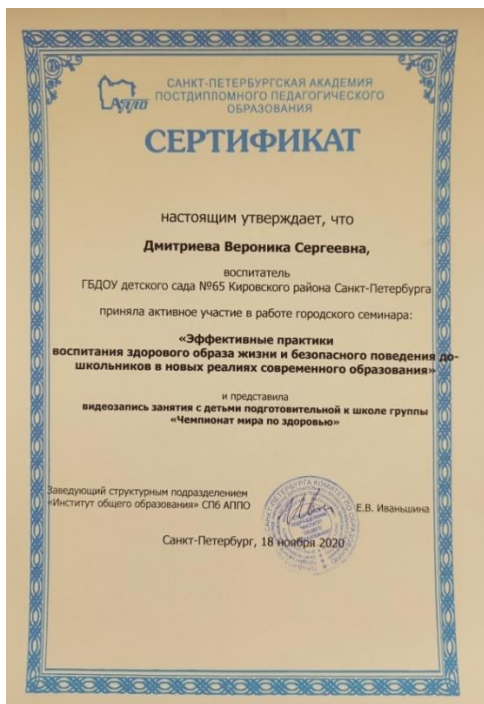 АППО
САНКТ-ПЕТЕРБУРГСКАЯ АКАДЕМИЯ
ПОСТДИПЛОМНОГО ПЕДАГОГИЧЕСКОГО
ОБРАЗОВАНИЯ
СЕРТИФИКАТ
настоящим утверждает, что
Дмитриева Вероника Сергеевна,
воспитатель
ГБДОУ детского сада №65 Кировского района Санкт-Петербурга
приняла активное участие в работе городского семинара:
«Эффективные практики
воспитания здорового образа жизни и безопасного поведения до-
школьников в новых реалиях современного образования»
и представила
видеозапись занятия с детьми подготовительной к школе группы
«Чемпионат мира по здоровью»
Заведующий структурным подразделением
«Институт общего образования» СПб АППО
Е.В. Иваньшина
Санкт-Петербург, 18 ноября 2020